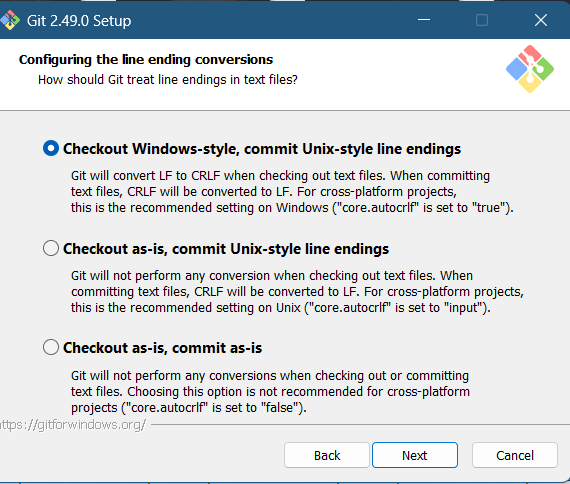 Git 2.49.0 Setup
Configuring the line ending conversions
How should Git treat line endings in text files?
Checkout Windows-style, commit Unix-style line endings
Git will convert LF to CRLF when checking out text files. When committing
text files, CRLF will be converted to LF. For cross-platform projects,
this is the recommended setting on Windows ("core.autocrlf" is set to "true").
Checkout as-is, commit Unix-style line endings
Git will not perform any conversion when checking out text files. When
committing text files, CRLF will be converted to LF. For cross-platform projects,
this is the recommended setting on Unix ("core.autocrlf" is set to "input").
Checkout as-is, commit as-is
Git will not perform any conversions when checking out or committing
text files. Choosing this option is not recommended for cross-platform
projects ("core.autocrlf" is set to "false").
https://gitforwindows.org/
Back Next Cancel